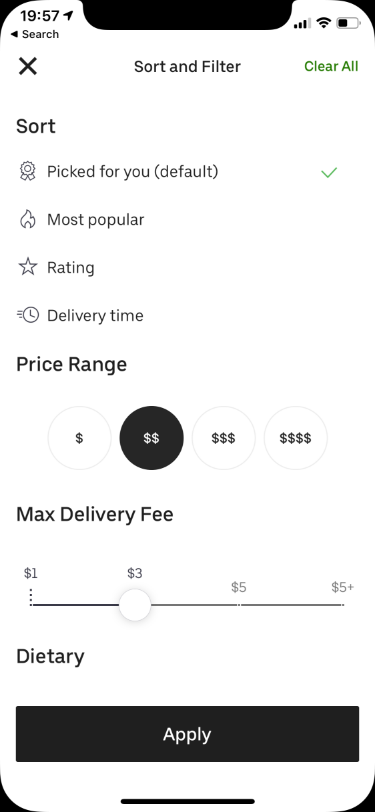 19:57
Search
Sort and Filter
Clear All
Sort
Picked for you (default)
Most popular
Rating
Delivery time
Price Range
$ $$ $$$ $$$$
Max Delivery Fee
$1 $3 $5 $5+
Dietary
Apply